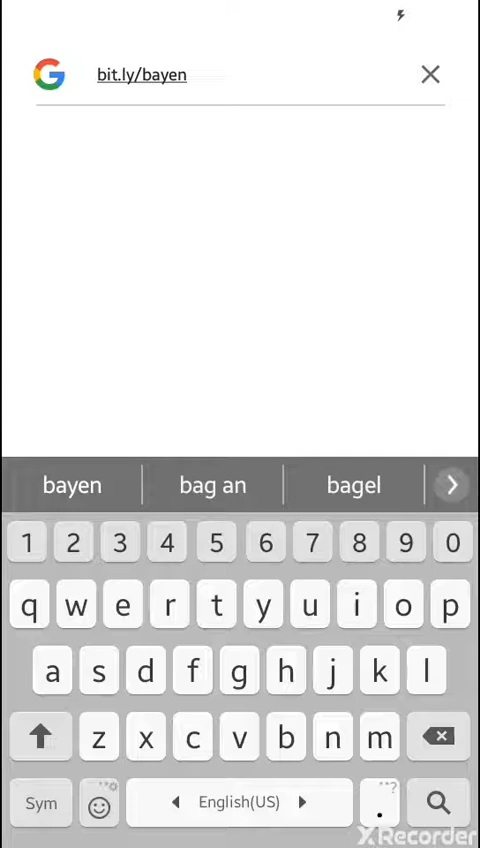 bit.ly/bayen
bayen bag an bagel
1 2 3 4 5 6 7 8 9 0
q w e r t y u i o p
a s d f g h j k l
z x c v b n m
Sym English(US) .
XRecorder